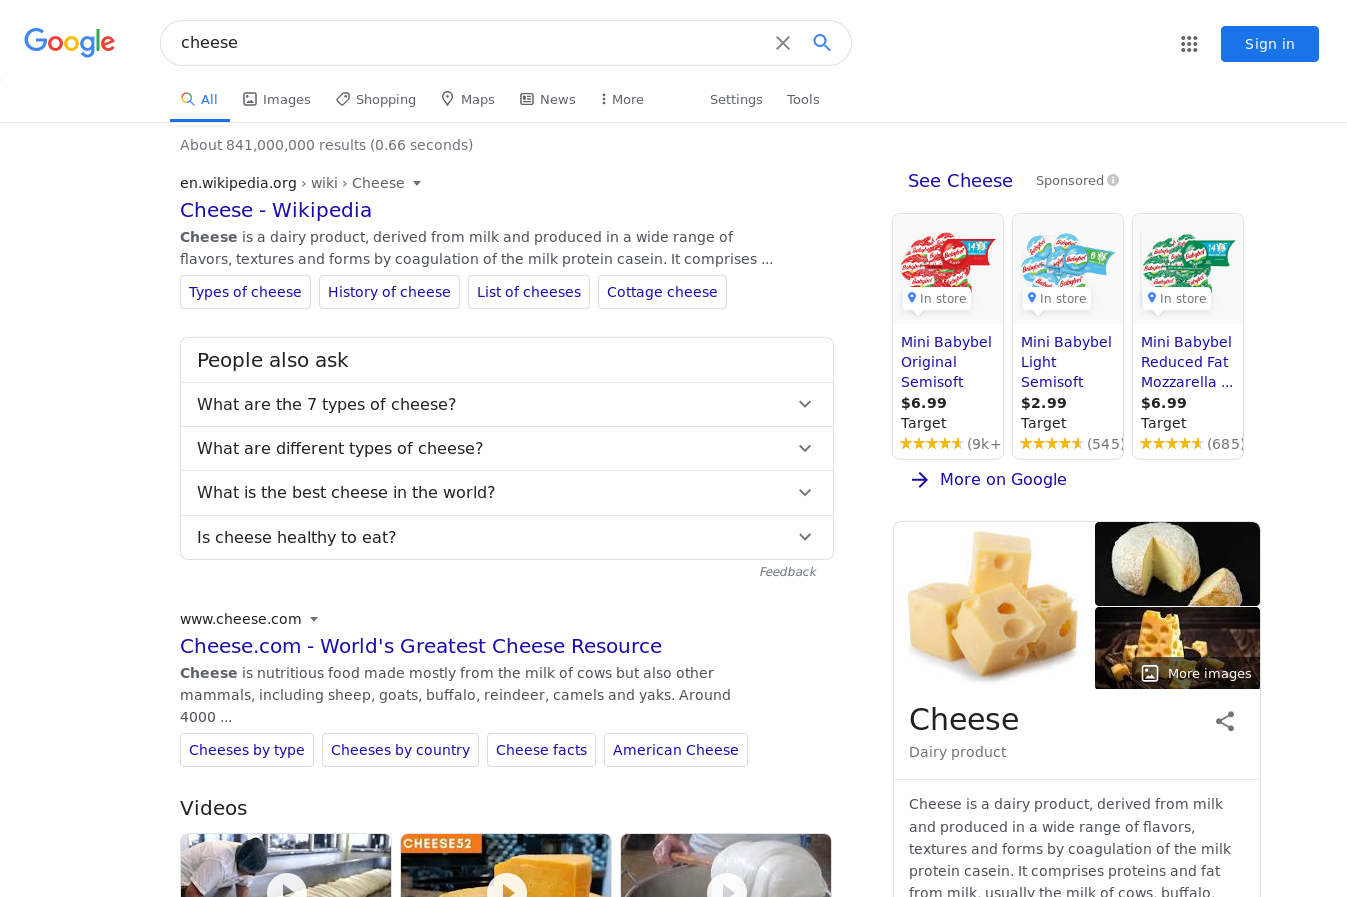 Google
cheese
Sign in
All
Images
Shopping
Maps
News
More
Settings
Tools
About 841,000,000 results (0.66 seconds)
en.wikipedia.org › wiki › Cheese
Cheese - Wikipedia
Cheese is a dairy product, derived from milk and produced in a wide range of
flavors, textures and forms by coagulation of the milk protein casein. It comprises ...
Types of cheese
History of cheese
List of cheeses
Cottage cheese
People also ask
What are the 7 types of cheese?
What are different types of cheese?
What is the best cheese in the world?
Is cheese healthy to eat?
Feedback
www.cheese.com
Cheese.com - World's Greatest Cheese Resource
Cheese is nutritious food made mostly from the milk of cows but also other
mammals, including sheep, goats, buffalo, reindeer, camels and yaks. Around
4000 ...
Cheeses by type
Cheeses by country
Cheese facts
American Cheese
Videos
CHEESE52
See Cheese
Sponsored
Babybel
In store
Mini Babybel
Original
Semisoft
$6.99
Target
(9k+
Babybel
In store
Mini Babybel
Light
Semisoft
$2.99
Target
(545)
Babybel
In store
Mini Babybel
Reduced Fat
Mozzarella ...
$6.99
Target
(685)
More on Google
More images
Cheese
Dairy product
Cheese is a dairy product, derived from milk
and produced in a wide range of flavors,
textures and forms by coagulation of the milk
protein casein. It comprises proteins and fat
from milk, usually the milk of cows, buffalo,